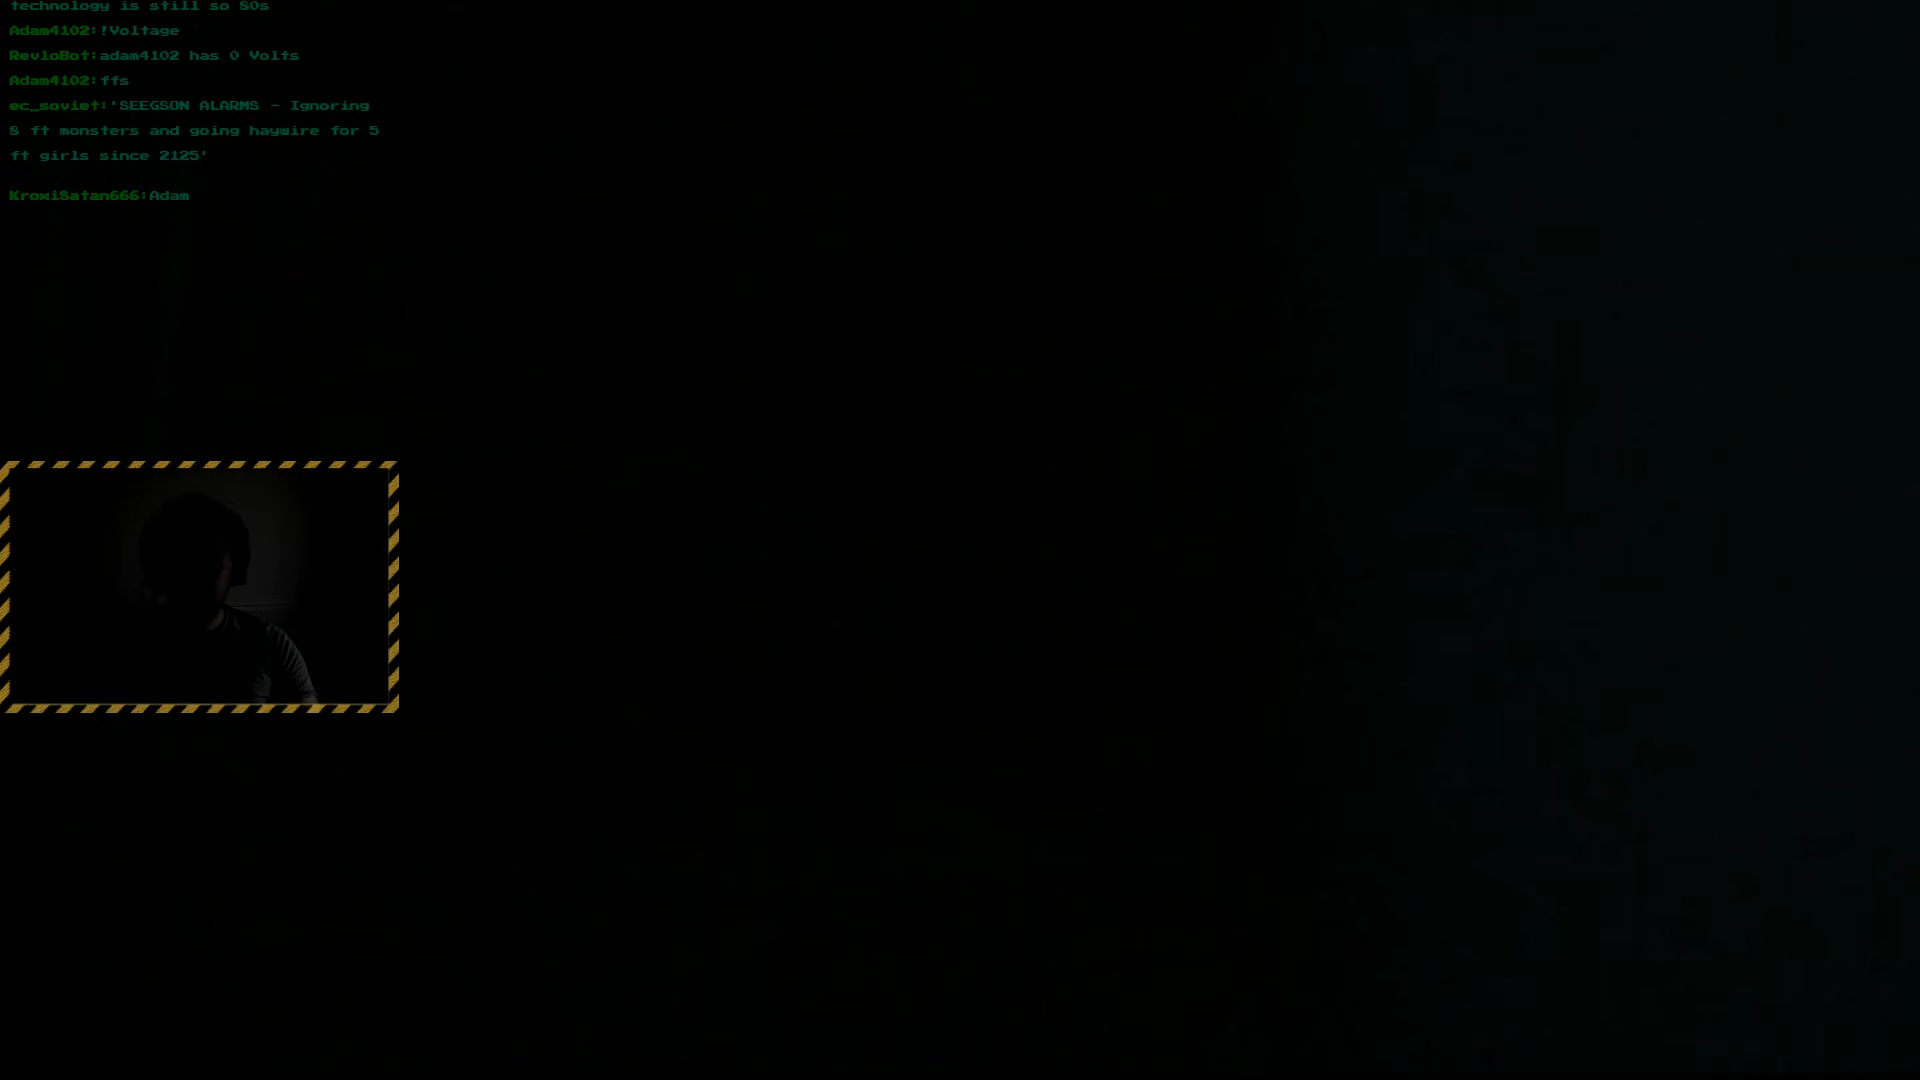 technology is still so 80s
Adam4102:!Voltage
RevloBot:adam4102 has 0 Volts
Adam4102:ffs
ec_soviet:'SEEGSON ALARMS - Ignoring
8 ft monsters and going haywire for 5
ft girls since 2125'
KroxiSatan666:Adam